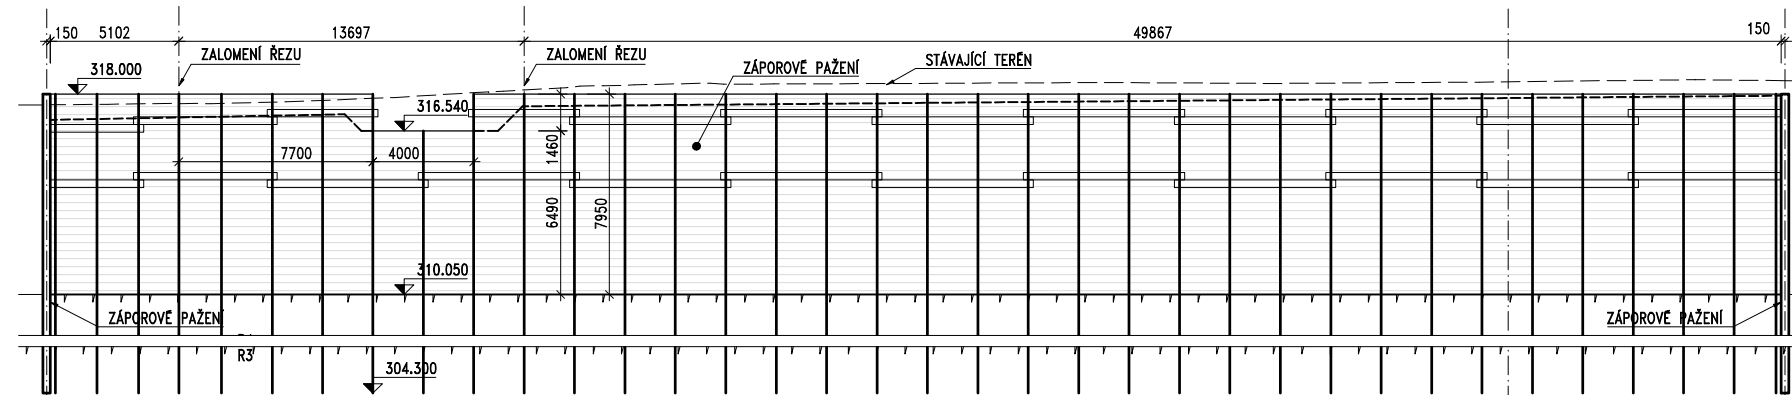 150 5102 13697 49867 150
ZALOMENÍ ŘEZU ZALOMENÍ ŘEZU STÁVAJÍCÍ TERÉN
318.000 ZÁPOROVÉ PAŽENÍ
316.540
7700 4000 1460
6490 7950
310.050
ZÁPOROVÉ PAŽENÍ ZÁPOROVÉ PAŽENÍ
R3
304.300